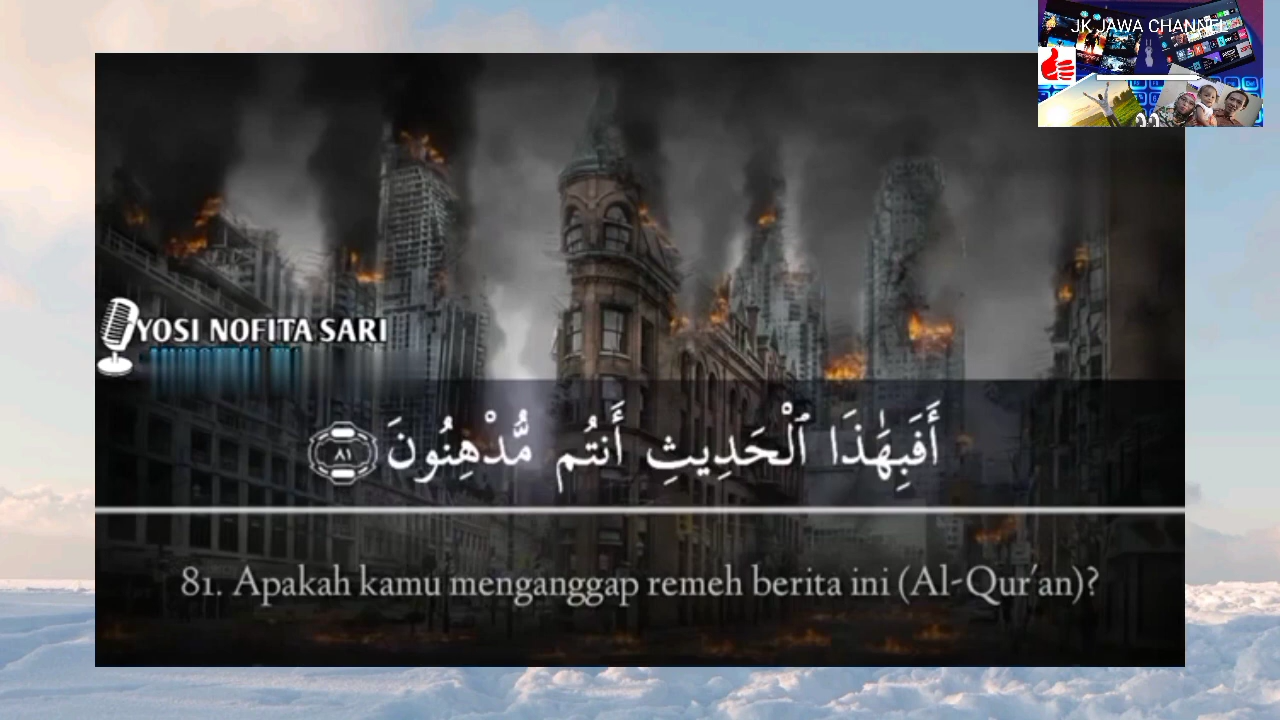 JK JAWA CHANNEL
YOSI NOFITA SARI
أَفَبِهَٰذَا ٱلْحَدِيثِ أَنتُم مُّدْهِنُونَ ٨١
81. Apakah kamu menganggap remeh berita ini (Al-Qur'an)?